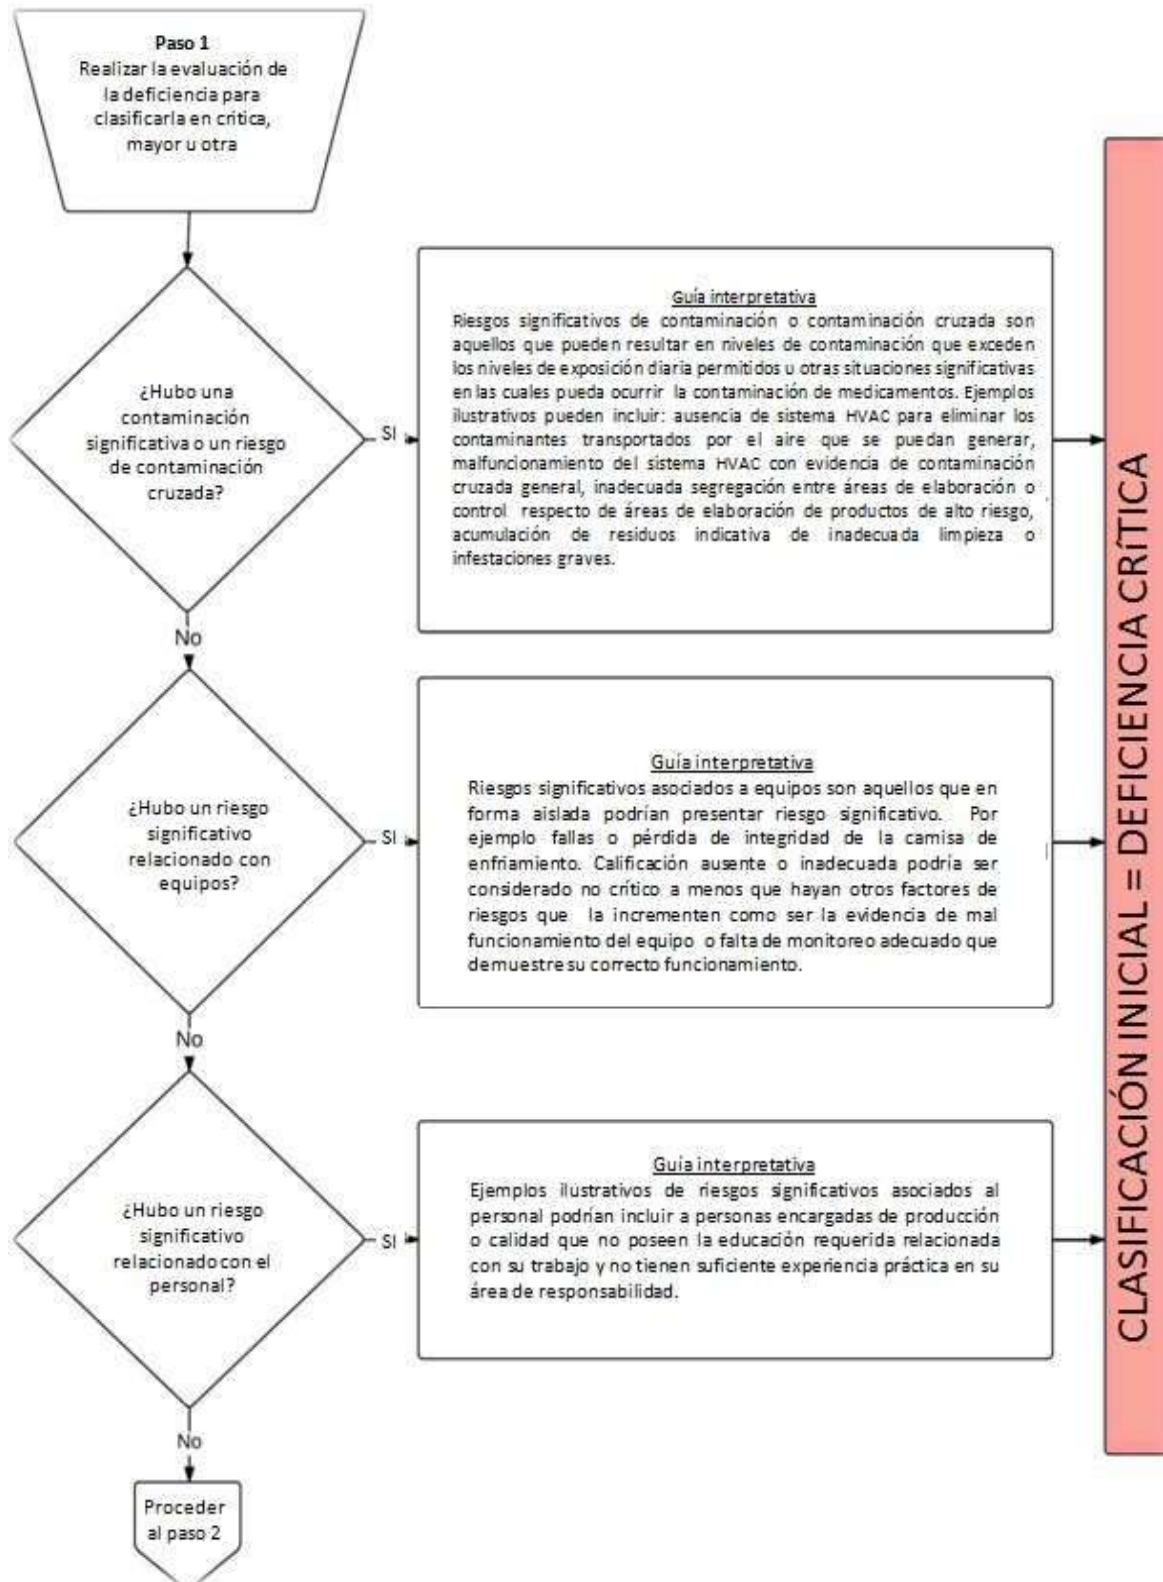 Paso 1
Realizar la evaluación de
la deficiencia para
clasificarla en critica,
mayor u otra
¿Hubo una
contaminación
significativa o un riesgo
de contaminación
cruzada?
SI
Guía interpretativa
Riesgos significativos de contaminación o contaminación cruzada son
aquellos que pueden resultar en niveles de contaminación que exceden
los niveles de exposición diaria permitidos u otras situaciones significativas
en las cuales pueda ocurrir la contaminación de medicamentos. Ejemplos
ilustrativos pueden incluir: ausencia de sistema HVAC para eliminar los
contaminantes transportados por el aire que se puedan generar,
malfuncionamiento del sistema HVAC con evidencia de contaminación
cruzada general, inadecuada segregación entre áreas de elaboración o
control respecto de áreas de elaboración de productos de alto riesgo,
acumulación de residuos indicativa de inadecuada limpieza o
infestaciones graves.
No
¿Hubo un riesgo
significativo
relacionado con
equipos?
SI
Guía interpretativa
Riesgos significativos asociados a equipos son aquellos que en
forma aislada podrían presentar riesgo significativo. Por
ejemplo fallas o pérdida de integridad de la camisa de
enfriamiento. Calificación ausente o inadecuada podría ser
considerado no crítico a menos que hayan otros factores de
riesgos que la incrementen como ser la evidencia de mal
funcionamiento del equipo o falta de monitoreo adecuado que
demuestre su correcto funcionamiento.
No
¿Hubo un riesgo
significativo
relacionado con el
personal?
SI
Guía interpretativa
Ejemplos ilustrativos de riesgos significativos asociados al
personal podrían incluir a personas encargadas de producción
o calidad que no poseen la educación requerida relacionada
con su trabajo y no tienen suficiente experiencia práctica en su
área de responsabilidad.
No
Proceder
al paso 2
CLASIFICACIÓN INICIAL = DEFICIENCIA CRÍTICA